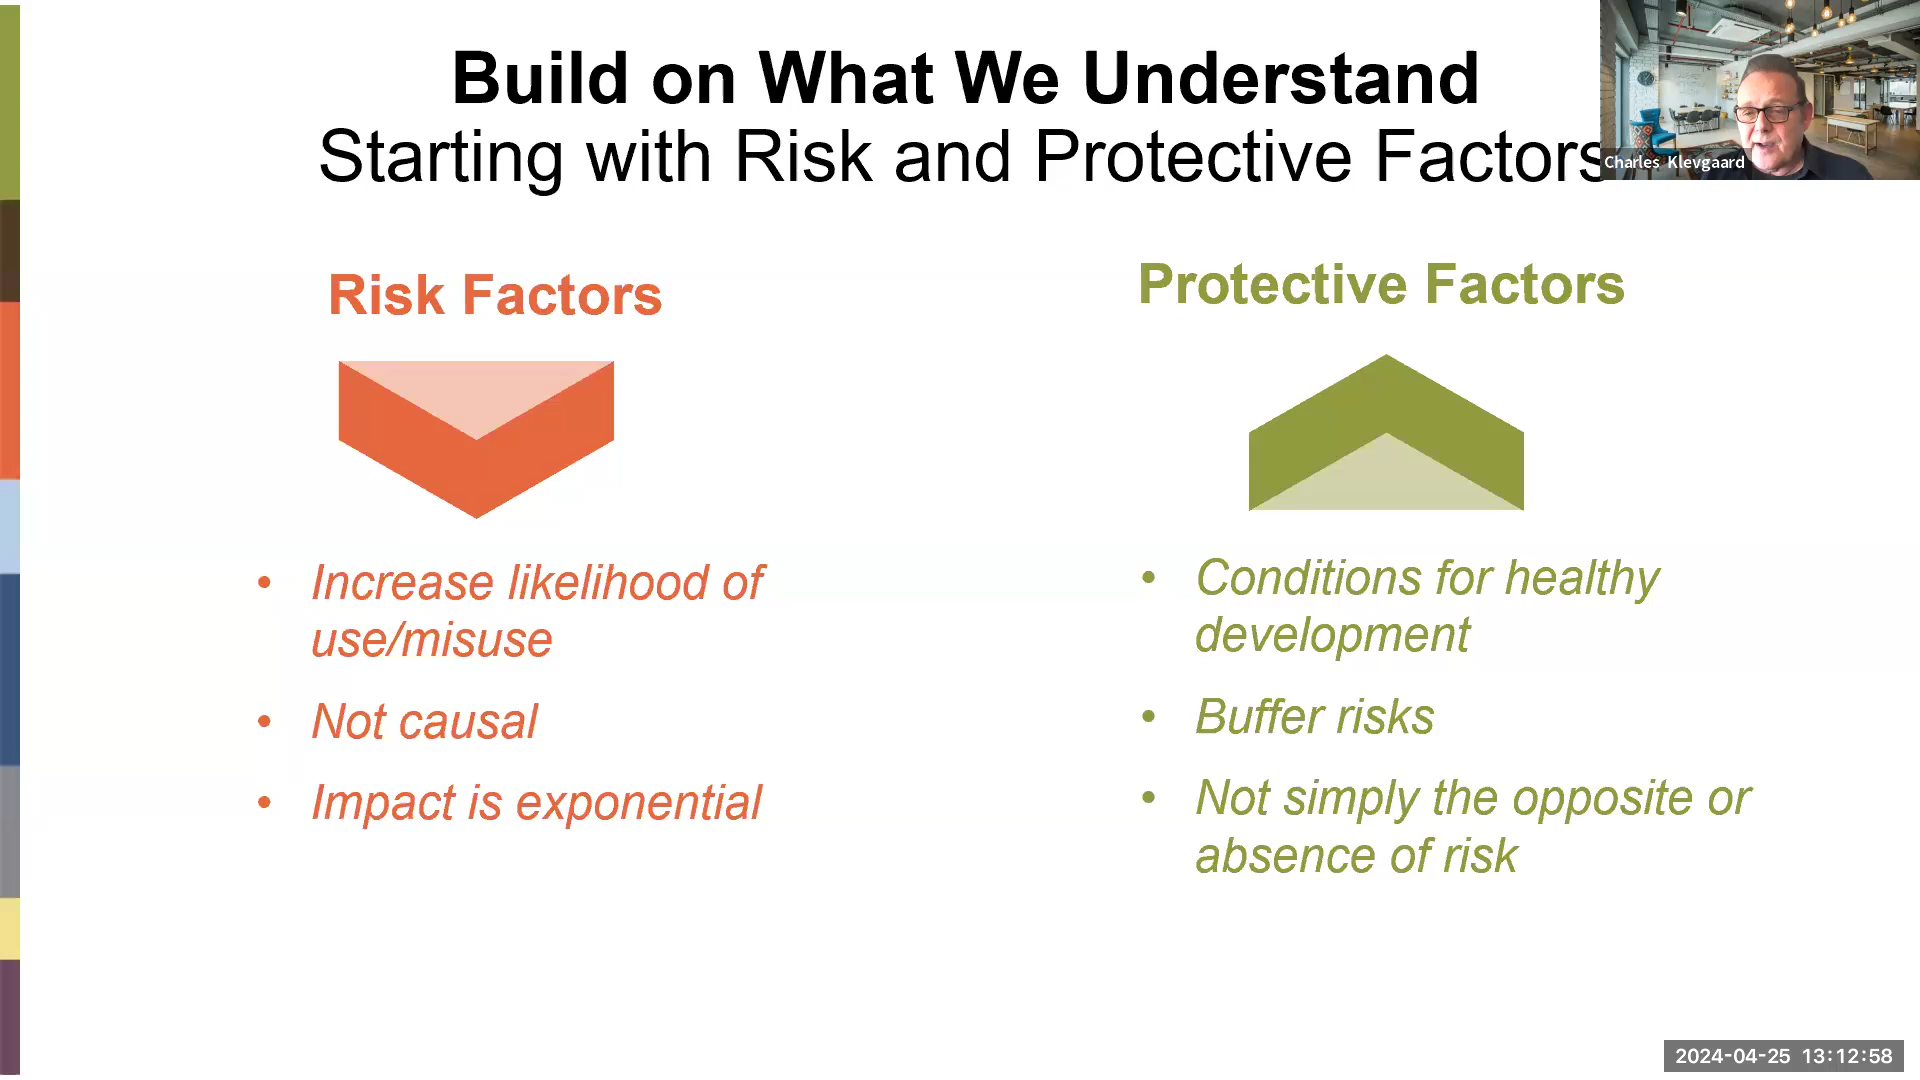 Build on What We Understand
Starting with Risk and Protective Factors
Charles Klevgaard
Risk Factors
Protective Factors
• Increase likelihood of
use/misuse
• Not causal
• Impact is exponential
• Conditions for healthy
development
• Buffer risks
• Not simply the opposite or
absence of risk
2024-04-25 13:12:58